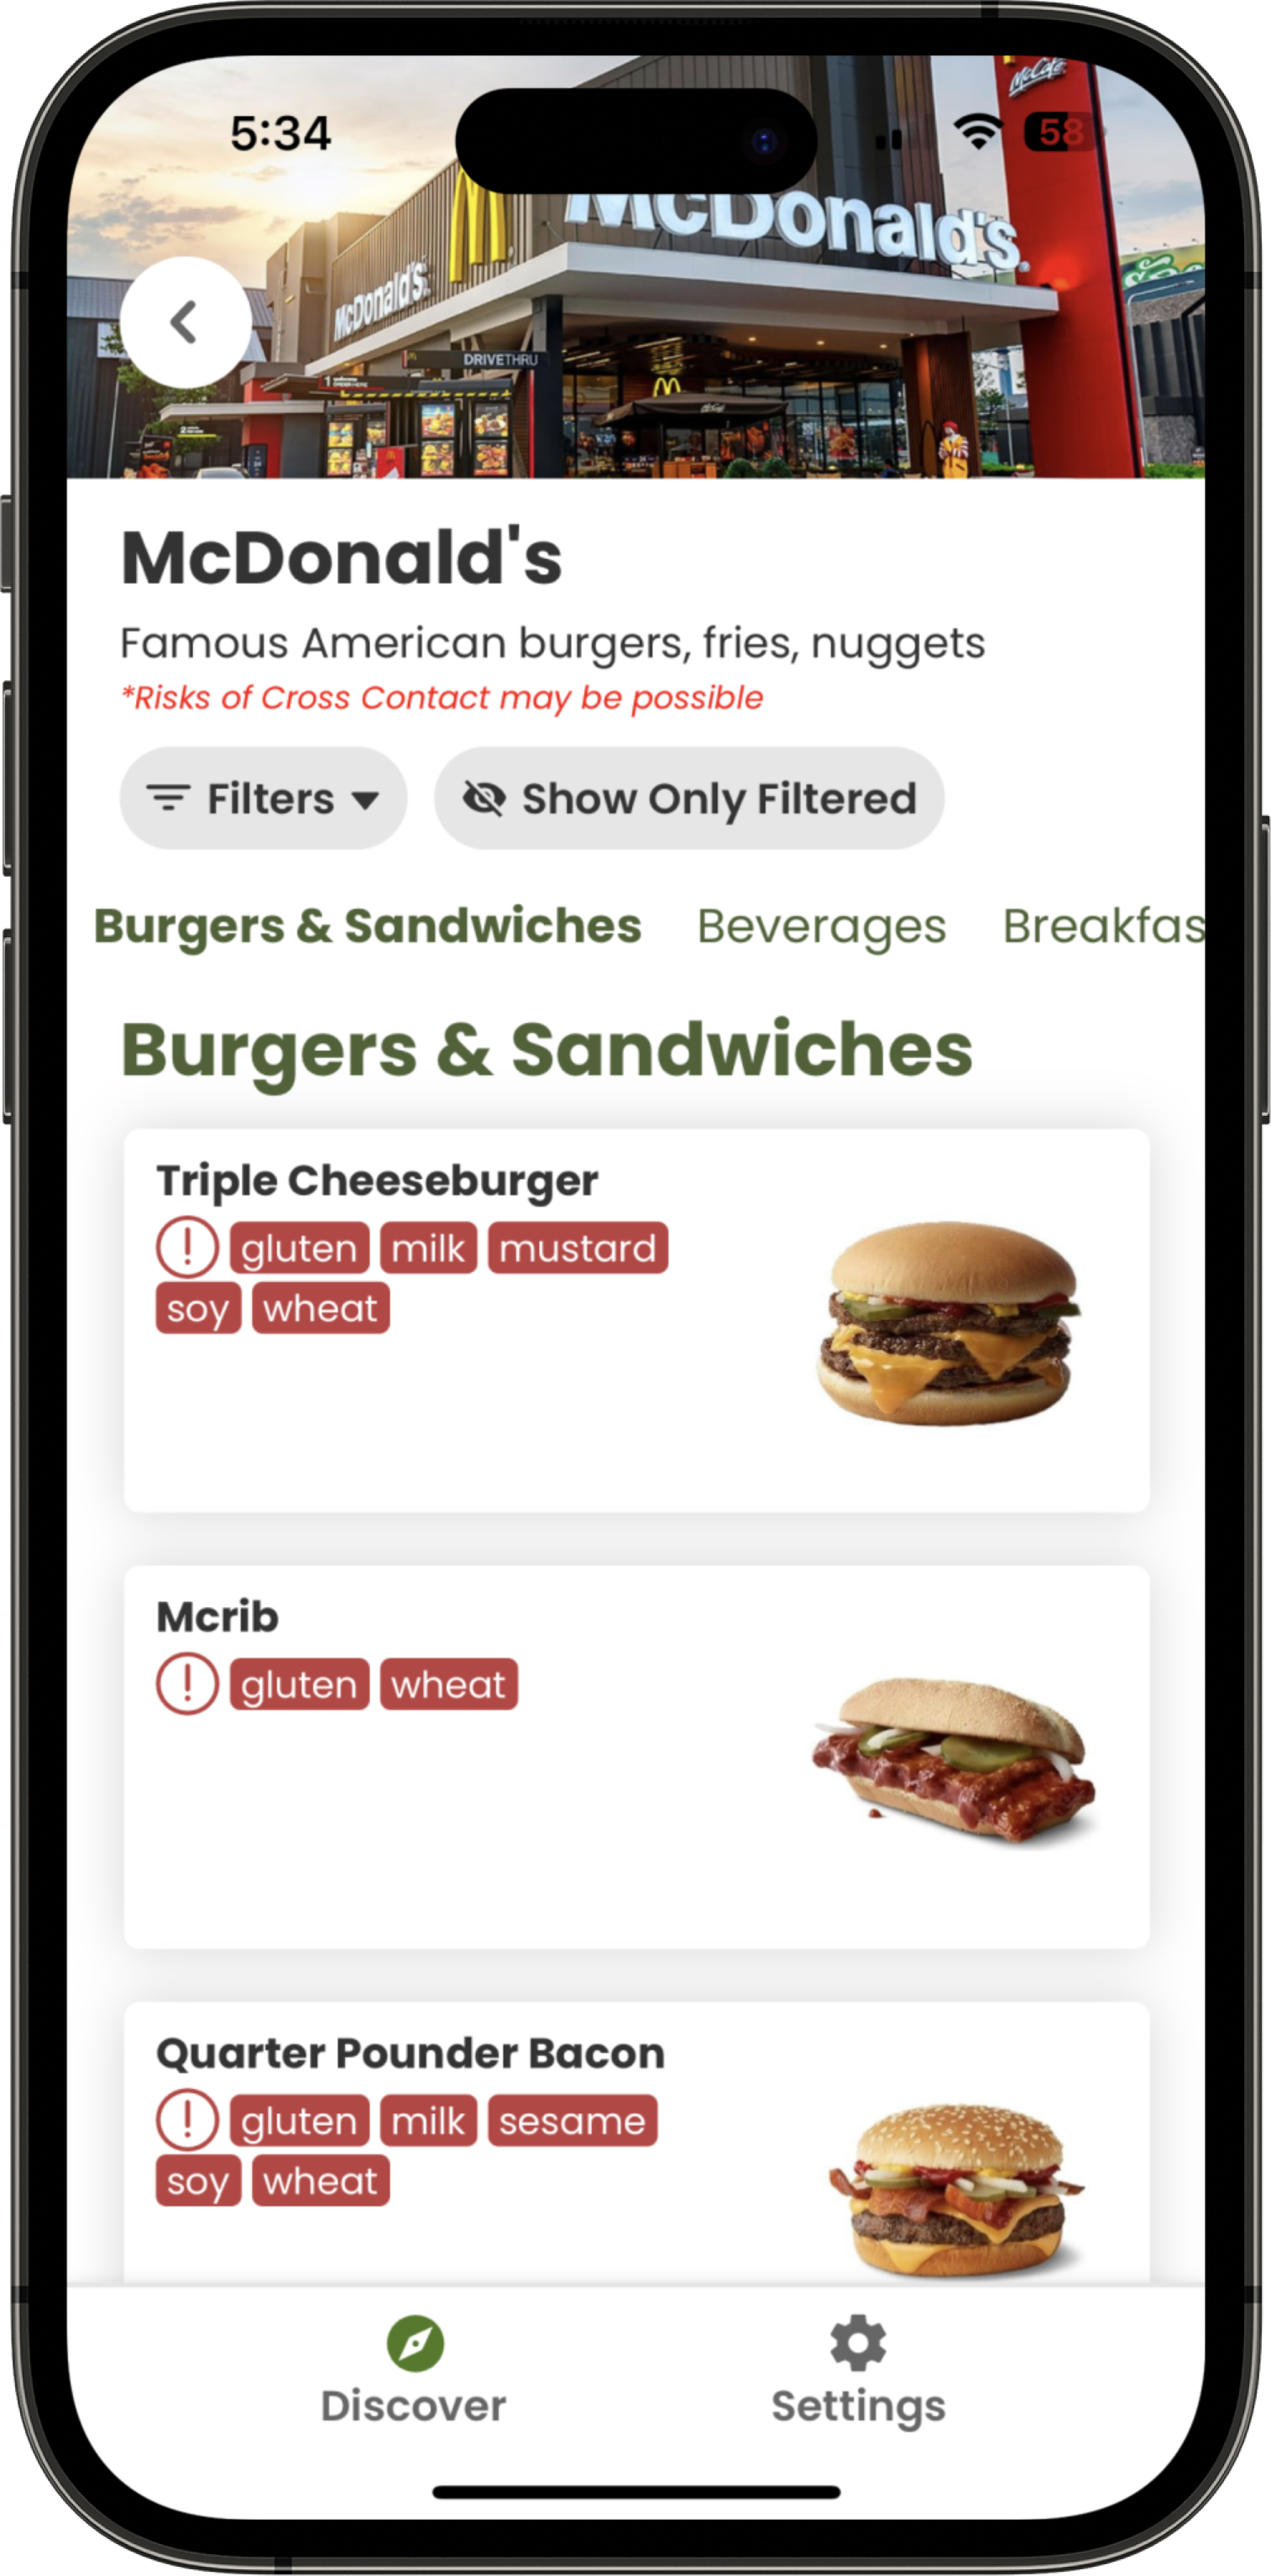 5:34
58
McCafé
McDonald's
McDonald's
DRIVETHRU
McDonald's
Famous American burgers, fries, nuggets
*Risks of Cross Contact may be possible
Filters
Show Only Filtered
Burgers & Sandwiches Beverages Breakfas
Burgers & Sandwiches
Triple Cheeseburger
gluten milk mustard
soy wheat
Mcrib
gluten wheat
Quarter Pounder Bacon
gluten milk sesame
soy wheat
Discover Settings